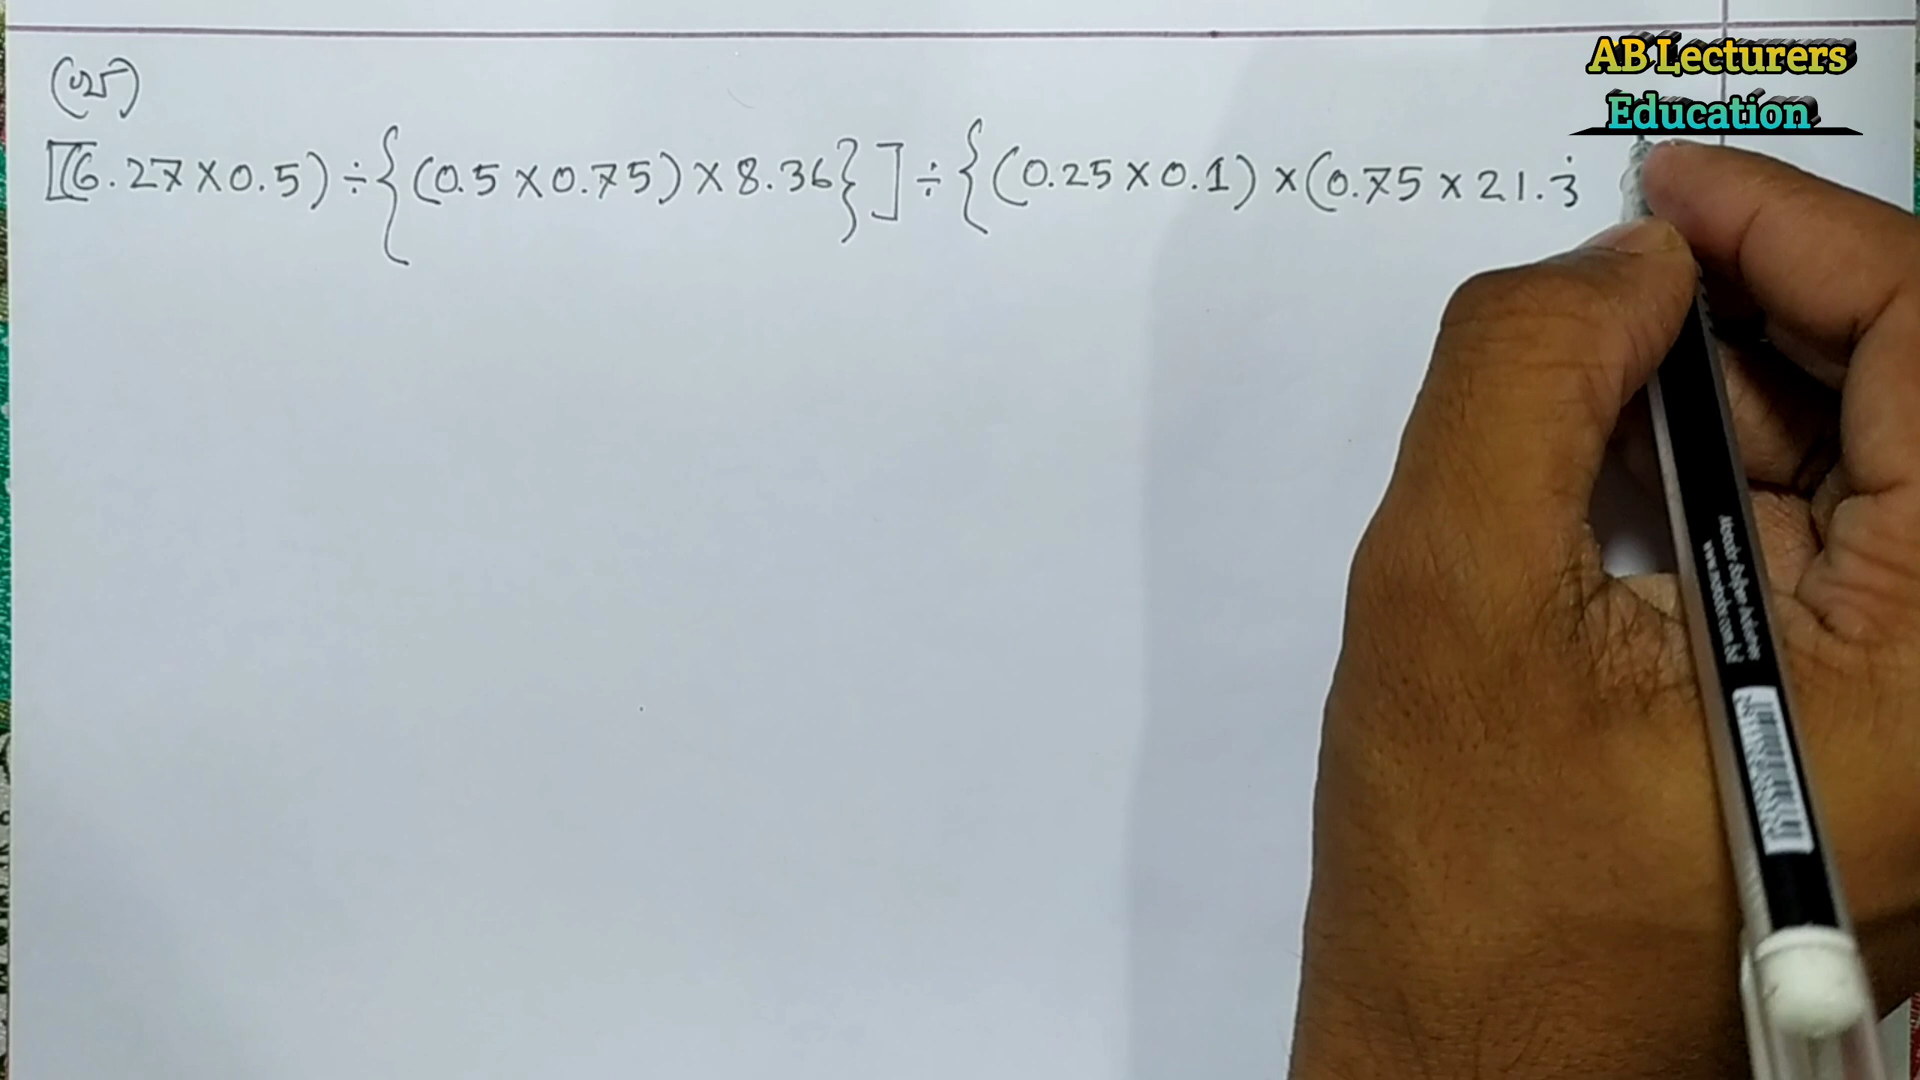 AB Lecturers
Education
(ঘ)
[(6.27×0.5)÷{(0.5×0.75)×8.36}]÷{(0.25×0.1)×(0.75×21.3̇